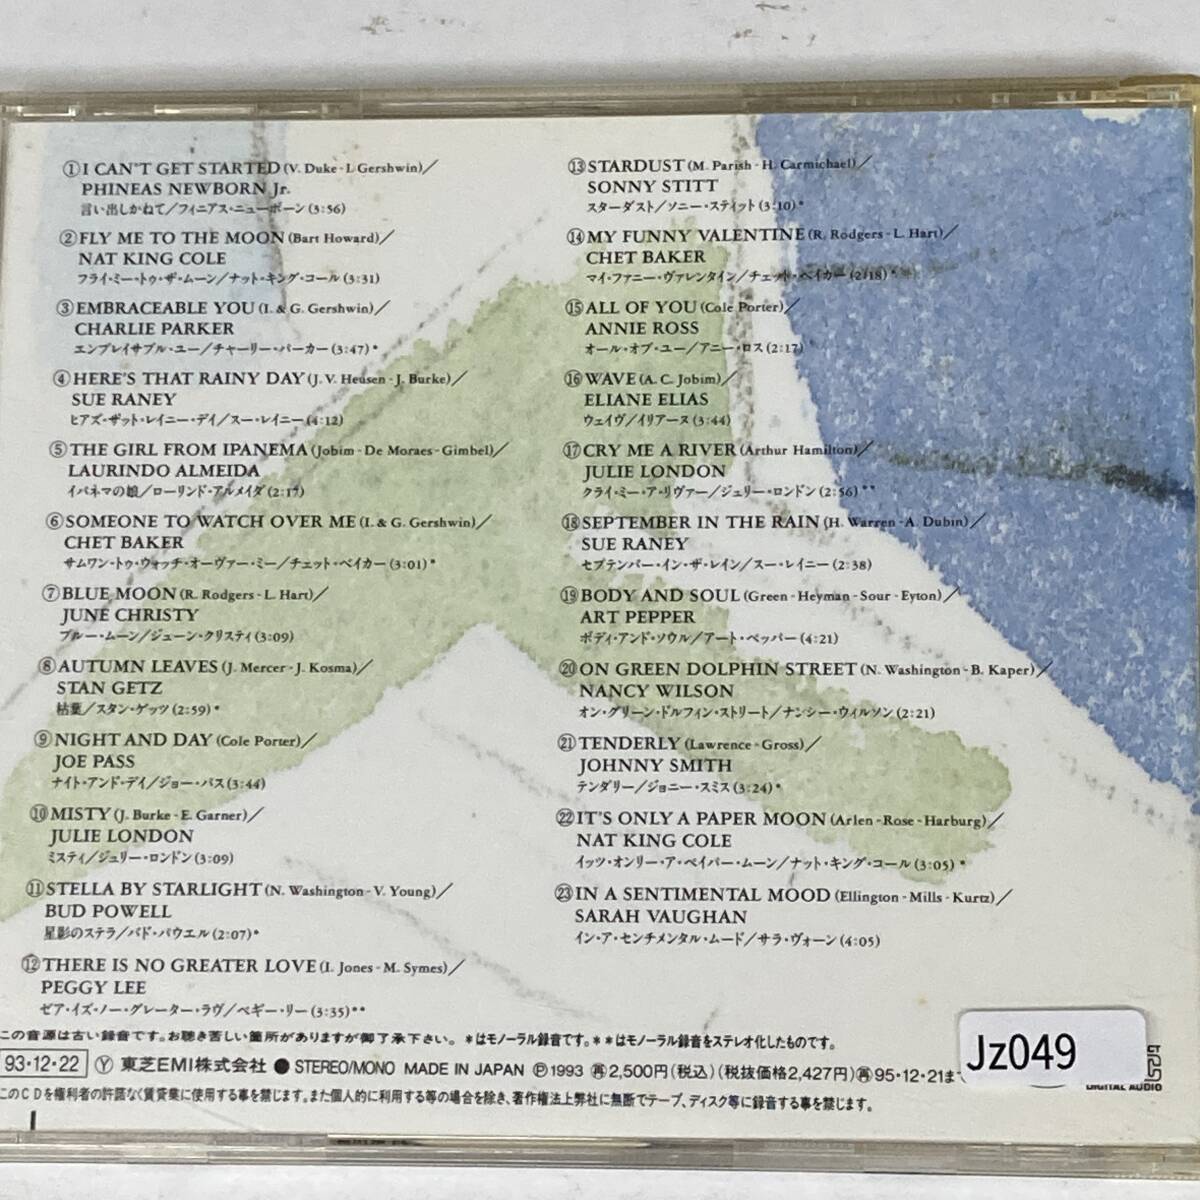 ①I CAN'T GET STARTED(V. Duke-I. Gershwin)／
PHINEAS NEWBORN Jr.
言い出しかねて／フィニアス・ニューボーン(3:56)
②FLY ME TO THE MOON(Bart Howard)／
NAT KING COLE
フライ・ミー・トゥ・ザ・ムーン／ナット・キング・コール(3:31)
③EMBRACEABLE YOU(I. & G. Gershwin)／
CHARLIE PARKER
エンブレイサブル・ユー／チャーリー・パーカー(3:47)*
④HERE'S THAT RAINY DAY(J. V. Heusen-J. Burke)／
SUE RANEY
ヒアズ・ザット・レイニー・デイ／スー・レイニー(4:12)
⑤THE GIRL FROM IPANEMA(Jobim-De Moraes-Gimbel)／
LAURINDO ALMEIDA
イパネマの娘／ローリンド・アルメイダ(2:17)
⑥SOMEONE TO WATCH OVER ME(I. & G. Gershwin)／
CHET BAKER
サムワン・トゥ・ウォッチ・オーヴァー・ミー／チェット・ベイカー(3:01)*
⑦BLUE MOON(R. Rodgers-L. Hart)／
JUNE CHRISTY
ブルー・ムーン／ジューン・クリスティ(3:09)
⑧AUTUMN LEAVES(J. Mercer-J. Kosma)／
STAN GETZ
枯葉／スタン・ゲッツ(2:59)*
⑨NIGHT AND DAY(Cole Porter)／
JOE PASS
ナイト・アンド・デイ／ジョー・パス(3:44)
⑩MISTY(J. Burke-E. Garner)／
JULIE LONDON
ミスティ／ジュリー・ロンドン(3:09)
⑪STELLA BY STARLIGHT(N. Washington-V. Young)／
BUD POWELL
星影のステラ／バド・パウエル(2:07)*
⑫THERE IS NO GREATER LOVE(I. Jones-M. Symes)／
PEGGY LEE
ゼア・イズ・ノー・グレーター・ラヴ／ペギー・リー(3:35)**
⑬STARDUST(M. Parish-H. Carmichael)／
SONNY STITT
スターダスト／ソニー・スティット(3:10)*
⑭MY FUNNY VALENTINE(R. Rodgers-L. Hart)／
CHET BAKER
マイ・ファニー・ヴァレンタイン／チェット・ベイカー(2:18)*
⑮ALL OF YOU(Cole Porter)／
ANNIE ROSS
オール・オブ・ユー／アニー・ロス(2:17)
⑯WAVE(A. C. Jobim)／
ELIANE ELIAS
ウェイヴ／イリアーヌ(3:44)
⑰CRY ME A RIVER(Arthur Hamilton)／
JULIE LONDON
クライ・ミー・ア・リヴァー／ジュリー・ロンドン(2:56)**
⑱SEPTEMBER IN THE RAIN(H. Warren-A. Dubin)／
SUE RANEY
セプテンバー・イン・ザ・レイン／スー・レイニー(2:38)
⑲BODY AND SOUL(Green-Heyman-Sour-Eyton)／
ART PEPPER
ボディ・アンド・ソウル／アート・ペッパー(4:21)
⑳ON GREEN DOLPHIN STREET(N. Washington-B. Kaper)／
NANCY WILSON
オン・グリーン・ドルフィン・ストリート／ナンシー・ウィルソン(2:21)
㉑TENDERLY(Lawrence-Gross)／
JOHNNY SMITH
テンダリー／ジョニー・スミス(3:24)*
㉒IT'S ONLY A PAPER MOON(Arlen-Rose-Harburg)／
NAT KING COLE
イッツ・オンリー・ア・ペイパー・ムーン／ナット・キング・コール(3:05)*
㉓IN A SENTIMENTAL MOOD(Ellington-Mills-Kurtz)／
SARAH VAUGHAN
イン・ア・センチメンタル・ムード／サラ・ヴォーン(4:05)
この音源は古い録音です。お聴き苦しい箇所がありますが御了承下さい。*はモノーラル録音です。**はモノーラル録音をステレオ化したものです。
93・12・22 Ⓨ 東芝EMI株式会社 ● STEREO/MONO MADE IN JAPAN Ⓟ1993 ㊢2,500円(税込)(税抜価格2,427円)㊢95・12・21まで
このCDを権利者の許諾なく賃貸業に使用する事を禁じます。また個人的に利用する等の場合を除き、著作権法上弊社に無断でテープ、ディスク等に録音する事を禁じます。
Jz049
DIGITAL AUDIO